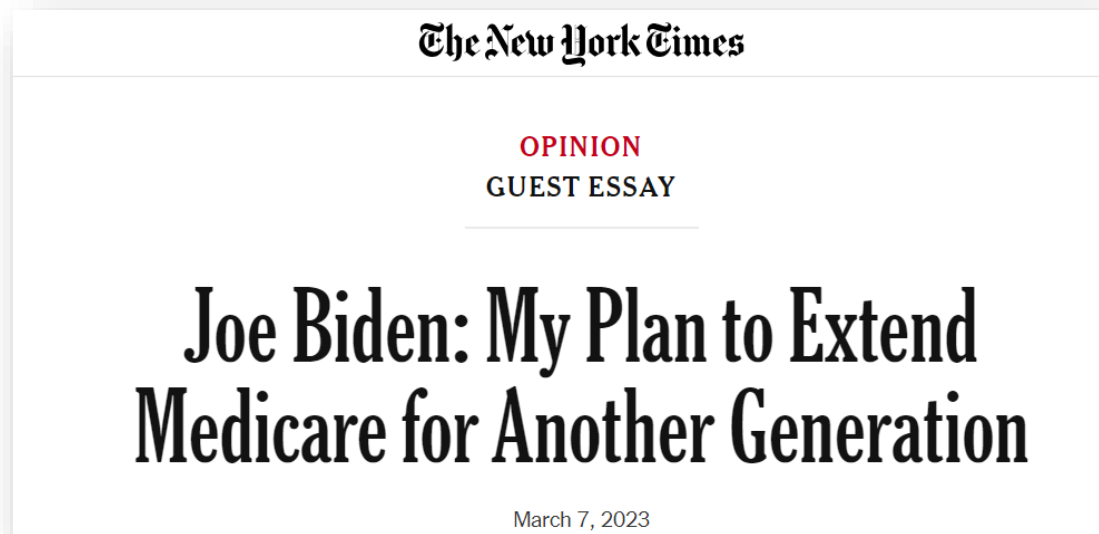 The New York Times
OPINION
GUEST ESSAY
Joe Biden: My Plan to Extend
Medicare for Another Generation
March 7, 2023